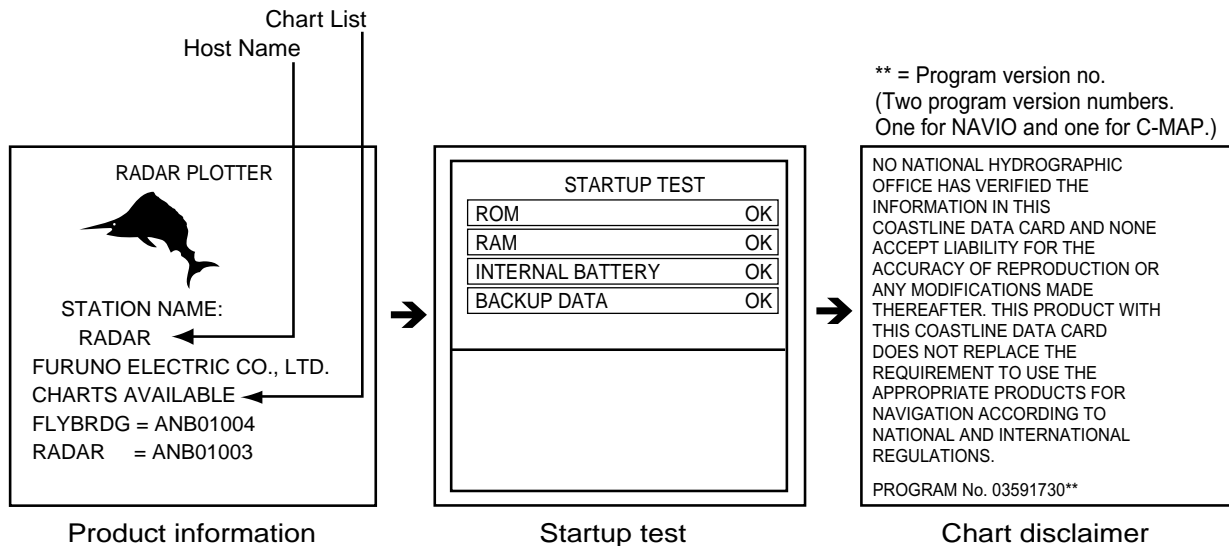 Chart List
Host Name
** = Program version no.
(Two program version numbers.
One for NAVIO and one for C-MAP.)
RADAR PLOTTER
STATION NAME:
RADAR
FURUNO ELECTRIC CO., LTD.
CHARTS AVAILABLE
FLYBRDG = ANB01004
RADAR = ANB01003
Product information
STARTUP TEST
ROM OK
RAM OK
INTERNAL BATTERY OK
BACKUP DATA OK
Startup test
NO NATIONAL HYDROGRAPHIC
OFFICE HAS VERIFIED THE
INFORMATION IN THIS
COASTLINE DATA CARD AND NONE
ACCEPT LIABILITY FOR THE
ACCURACY OF REPRODUCTION OR
ANY MODIFICATIONS MADE
THEREAFTER. THIS PRODUCT WITH
THIS COASTLINE DATA CARD
DOES NOT REPLACE THE
REQUIREMENT TO USE THE
APPROPRIATE PRODUCTS FOR
NAVIGATION ACCORDING TO
NATIONAL AND INTERNATIONAL
REGULATIONS.
PROGRAM No. 03591730**
Chart disclaimer